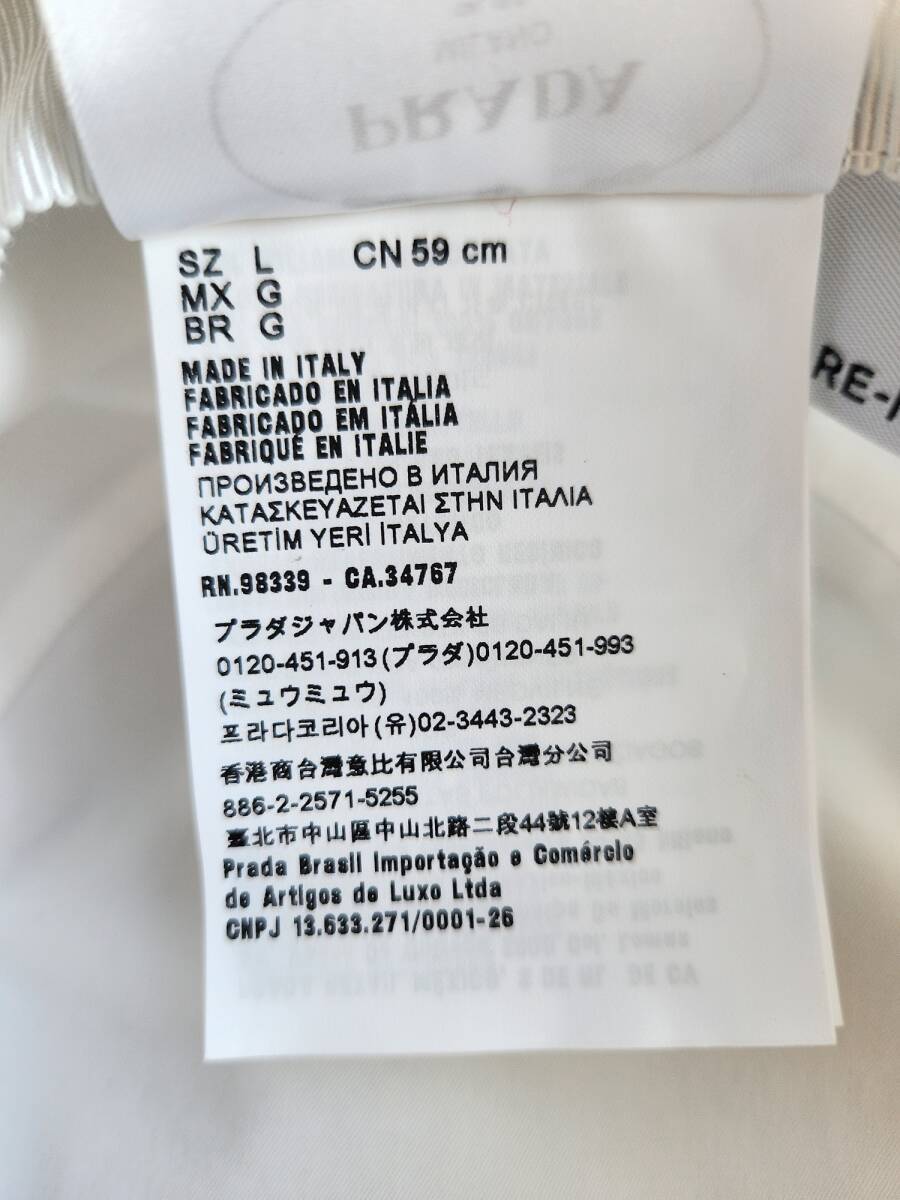 MILANO
PRADA
SZ L CN 59 cm
MX G
BR G
RE-
MADE IN ITALY
FABRICADO EN ITALIA
FABRICADO EM ITÁLIA
FABRIQUÉ EN ITALIE
ПРОИЗВЕДЕНО В ИТАЛИЯ
ΚΑΤΑΣΚΕΥΑΖΕΤΑΙ ΣΤΗΝ ΙΤΑΛΙΑ
ÜRETİM YERİ İTALYA
RN.98339 - CA.34767
プラダジャパン株式会社
0120-451-913(プラダ)0120-451-993
(ミュウミュウ)
프라다코리아(유)02-3443-2323
香港商台灣意比有限公司台灣分公司
886-2-2571-5255
臺北市中山區中山北路二段44號12樓A室
Prada Brasil Importação e Comércio
de Artigos de Luxo Ltda
CNPJ 13.633.271/0001-26